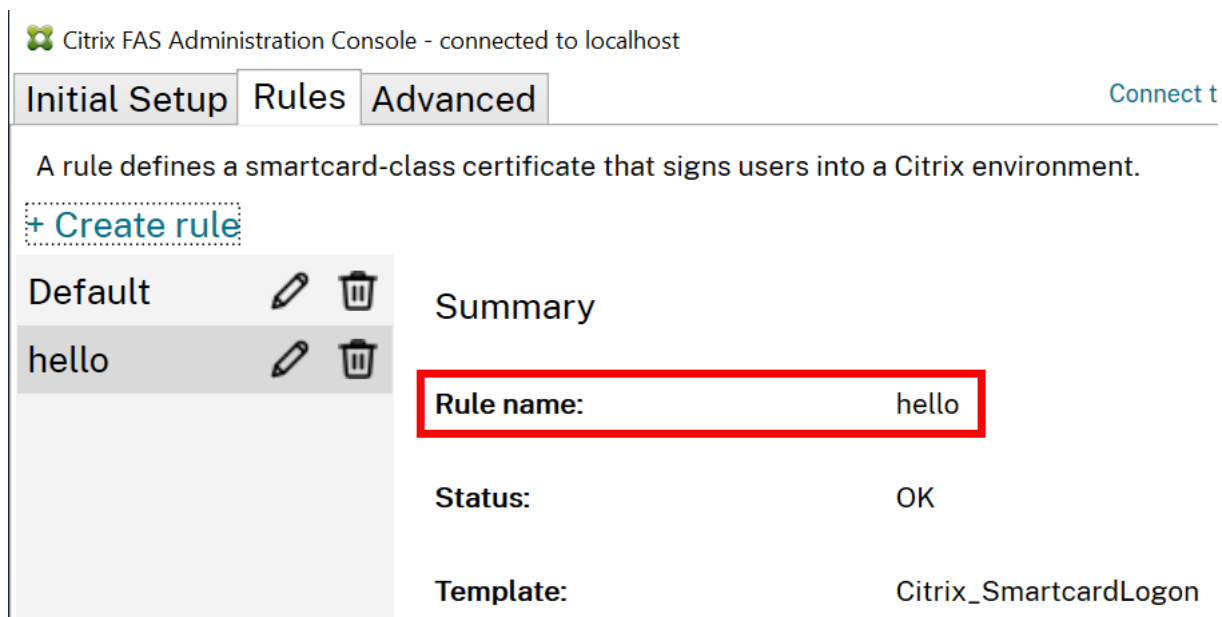 Citrix FAS Administration Console - connected to localhost
Initial Setup Rules Advanced Connect t
A rule defines a smartcard-class certificate that signs users into a Citrix environment.
+ Create rule
Default
Summary
hello
Rule name: hello
Status: OK
Template: Citrix_SmartcardLogon